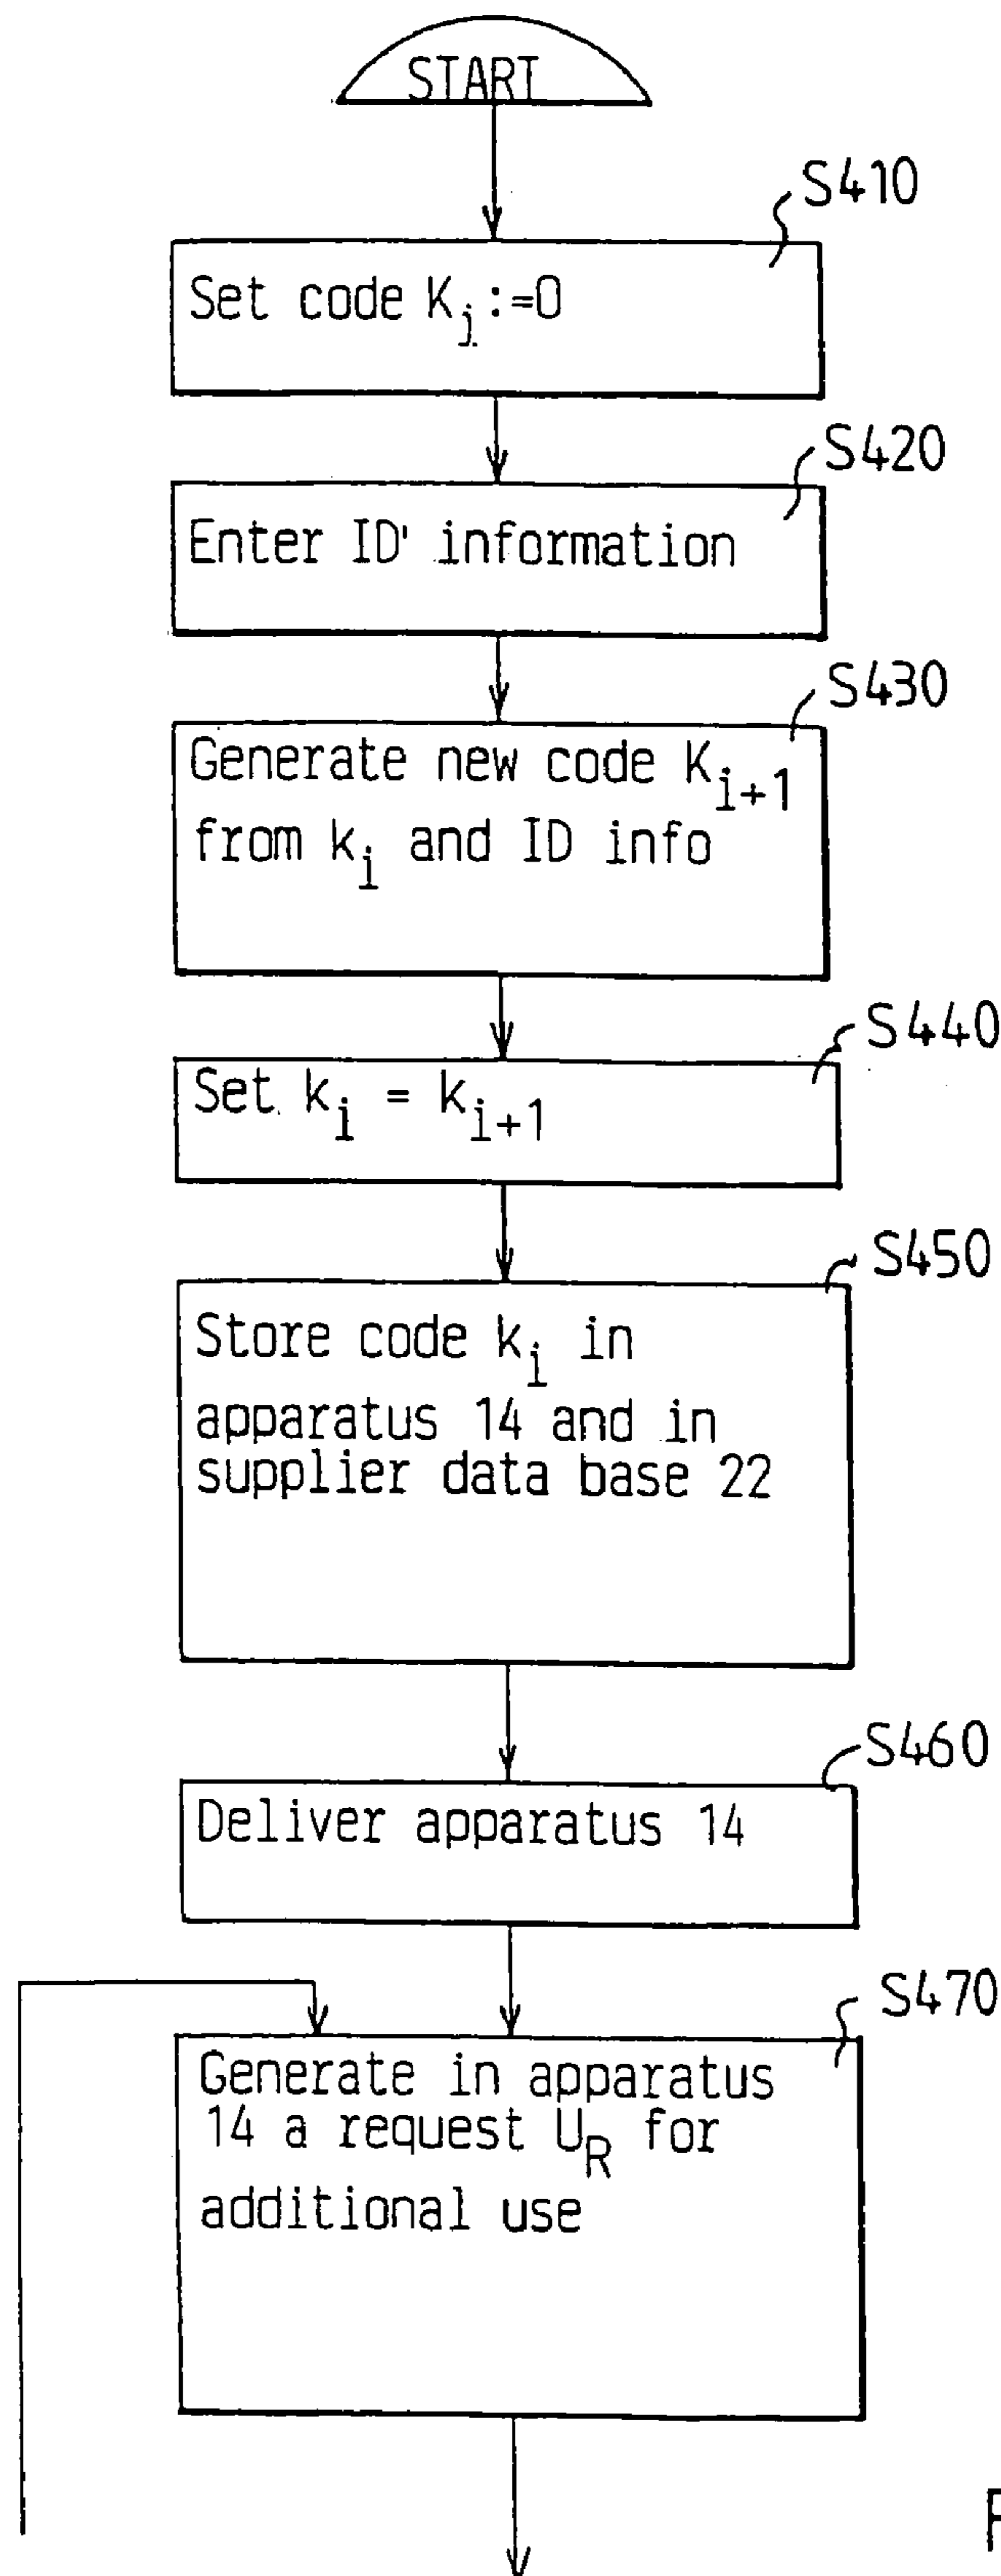 START
S410
Set code K_i:=0
S420
Enter ID' information
S430
Generate new code K_{i+1}
from k_i and ID info
S440
Set k_i = k_{i+1}
S450
Store code k_i in
apparatus 14 and in
supplier data base 22
S460
Deliver apparatus 14
S470
Generate in apparatus
14 a request U_R for
additional use